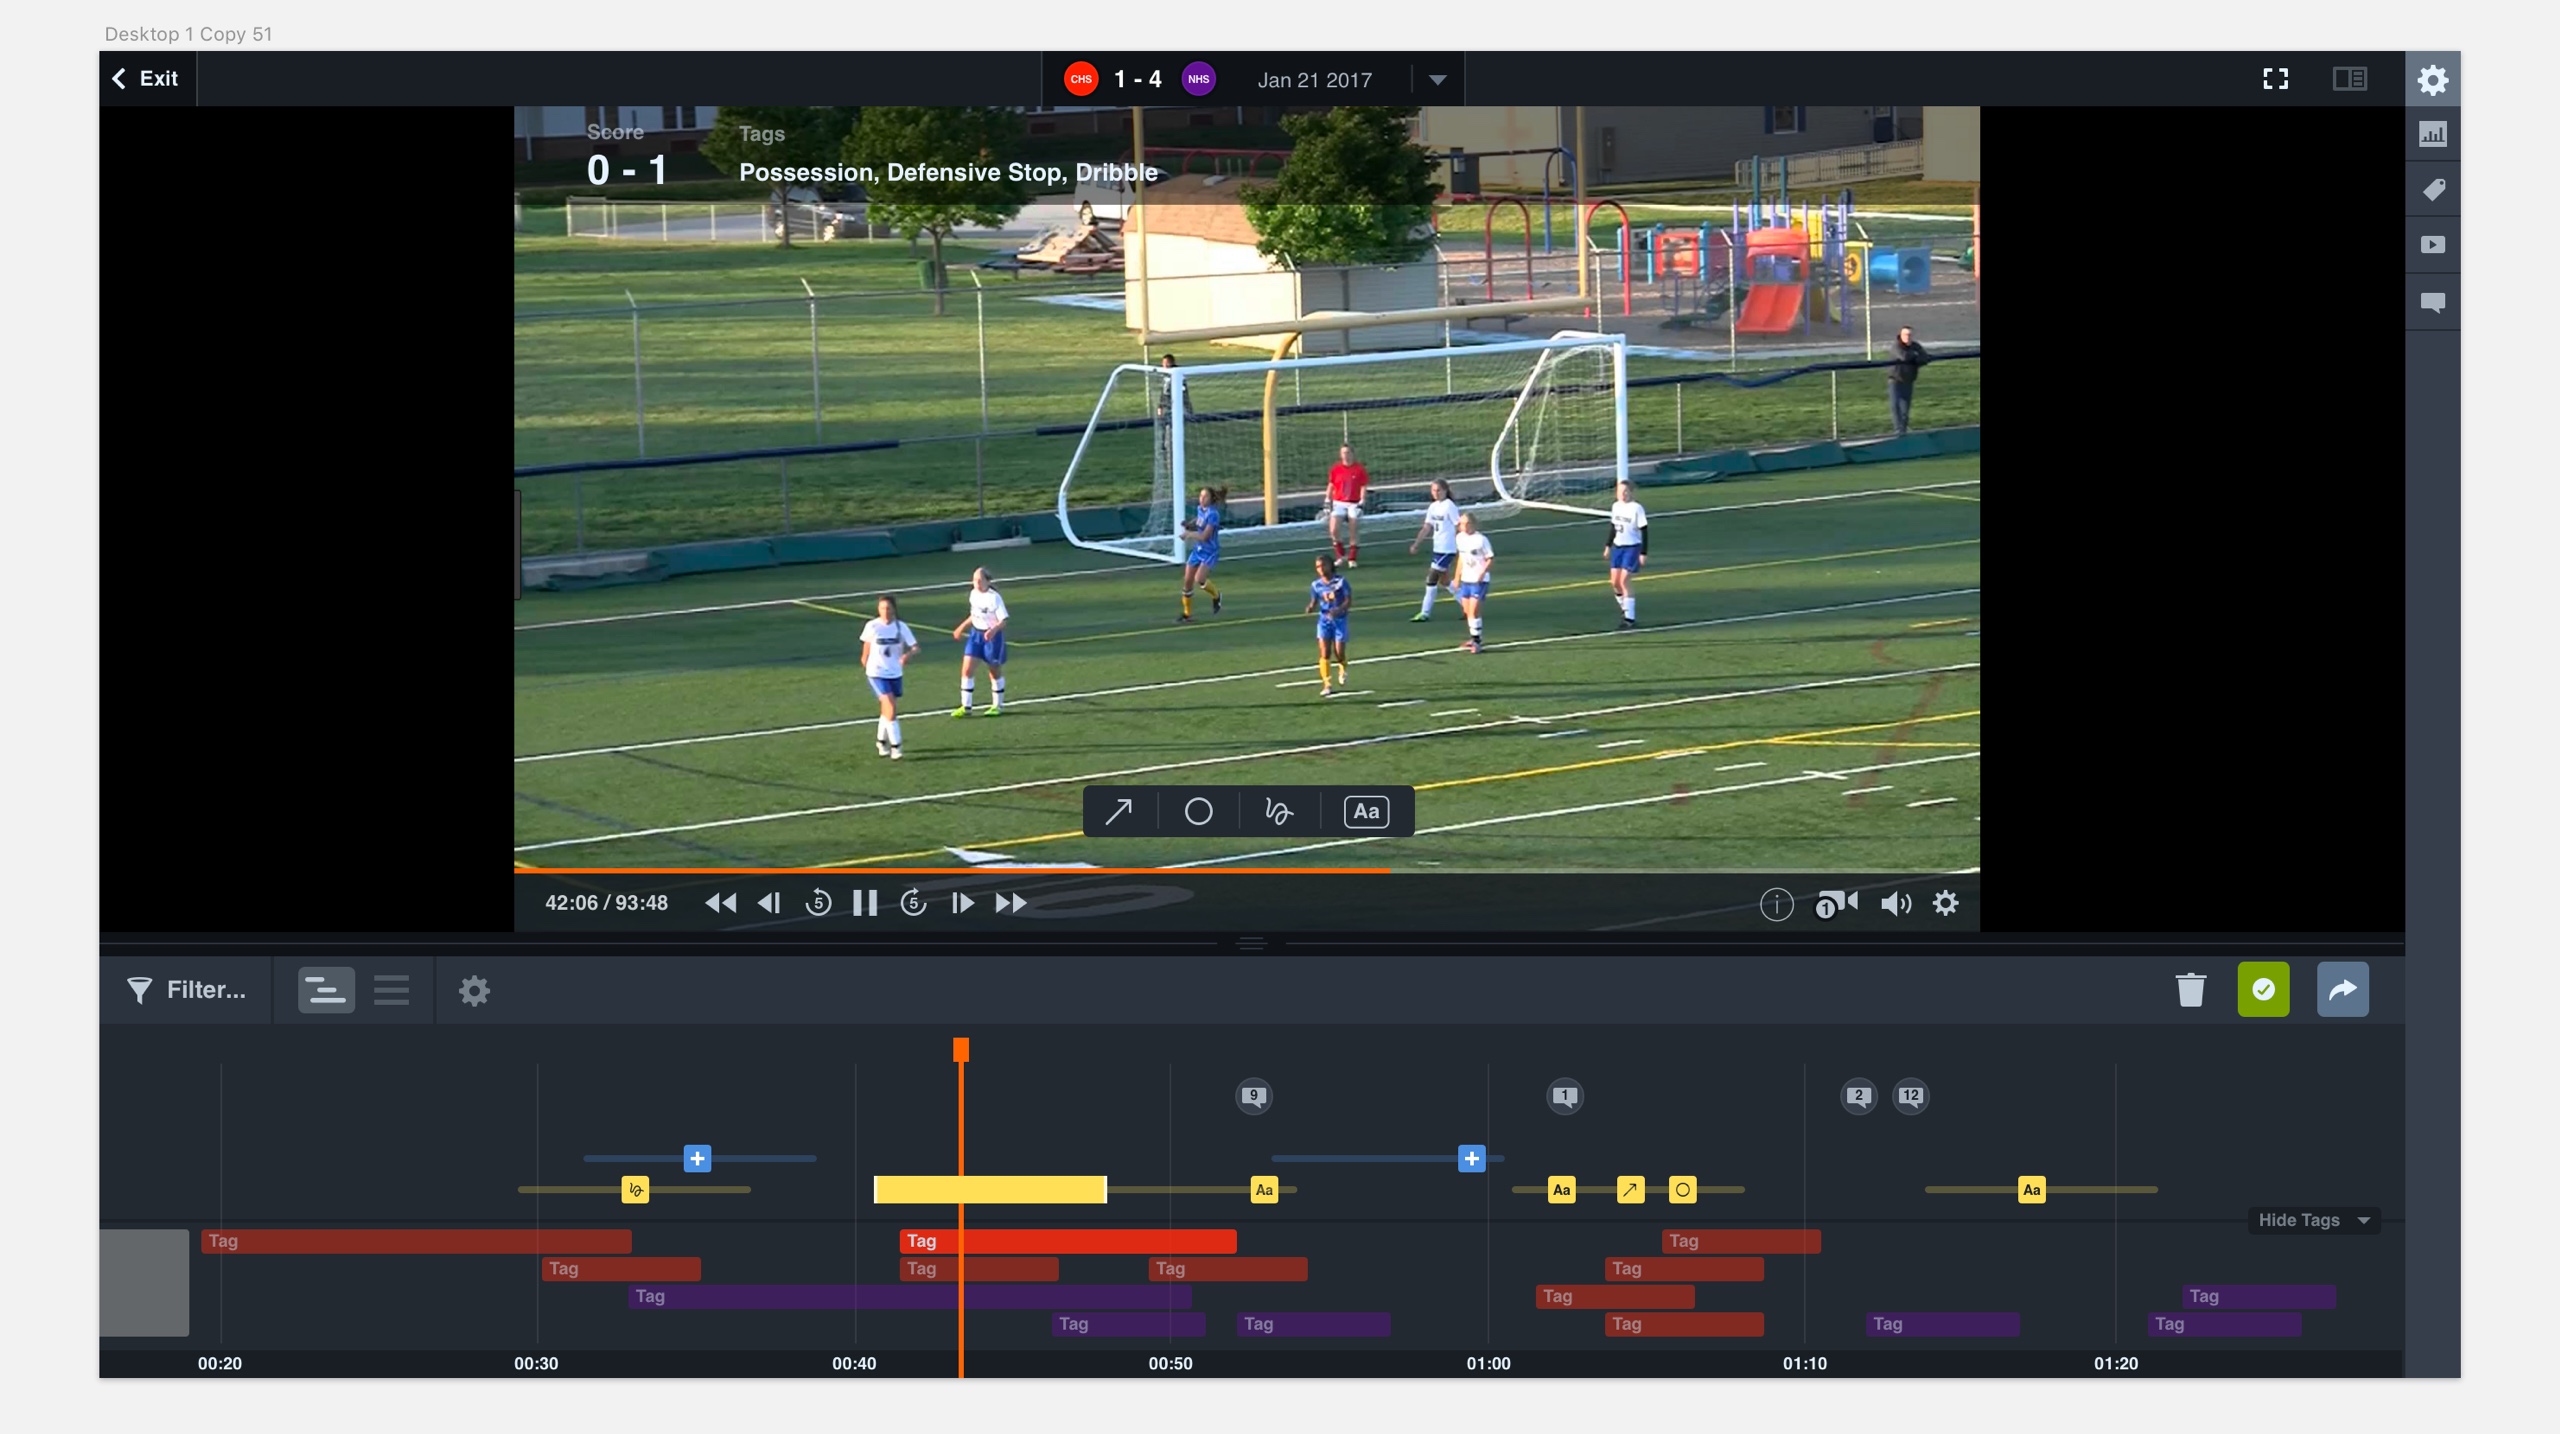 Desktop 1 Copy 51
Exit
CHS 1 - 4 NHS Jan 21 2017
Score Tags
0 - 1 Possession, Defensive Stop, Dribble
Aa
42:06 / 93:48 5 5 1
Filter...
9 1 2 12
Aa Aa Aa
Hide Tags
Tag Tag Tag
Tag Tag Tag Tag
Tag Tag Tag
Tag Tag Tag Tag Tag
00:20 00:30 00:40 00:50 01:00 01:10 01:20